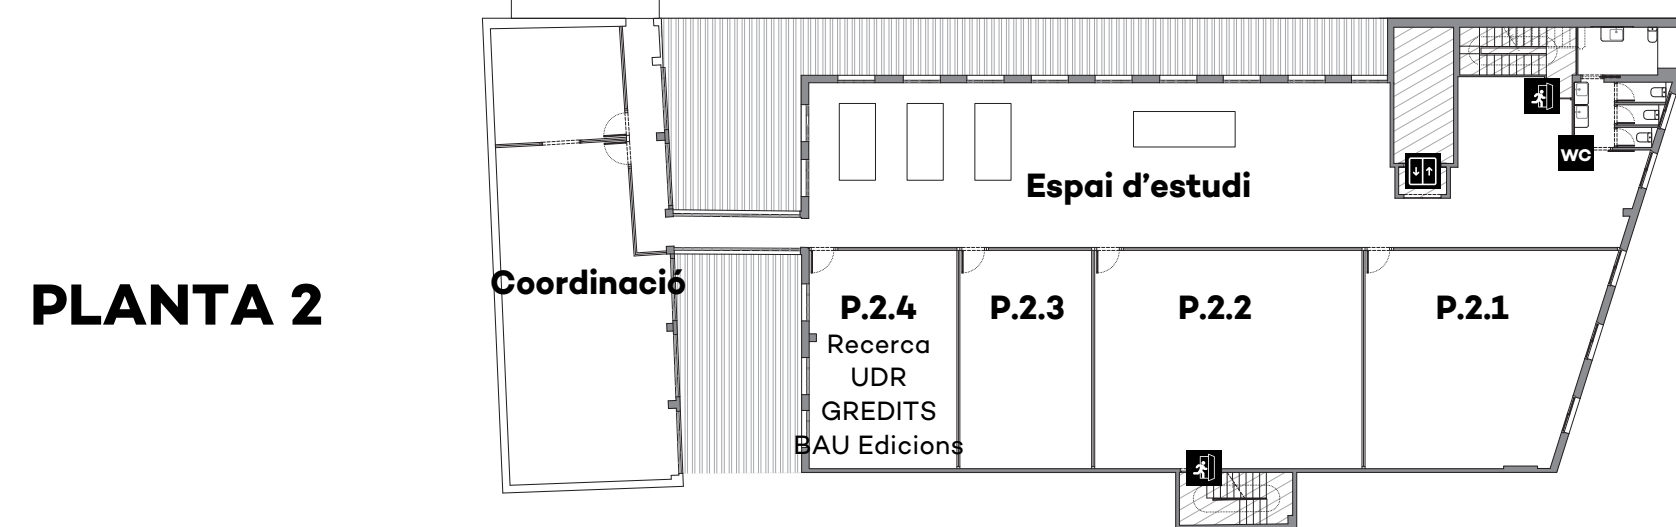 PLANTA 2
Coordinació
Espai d’estudi
WC
P.2.4
Recerca
UDR
GREDITS
BAU Edicions
P.2.3
P.2.2
P.2.1